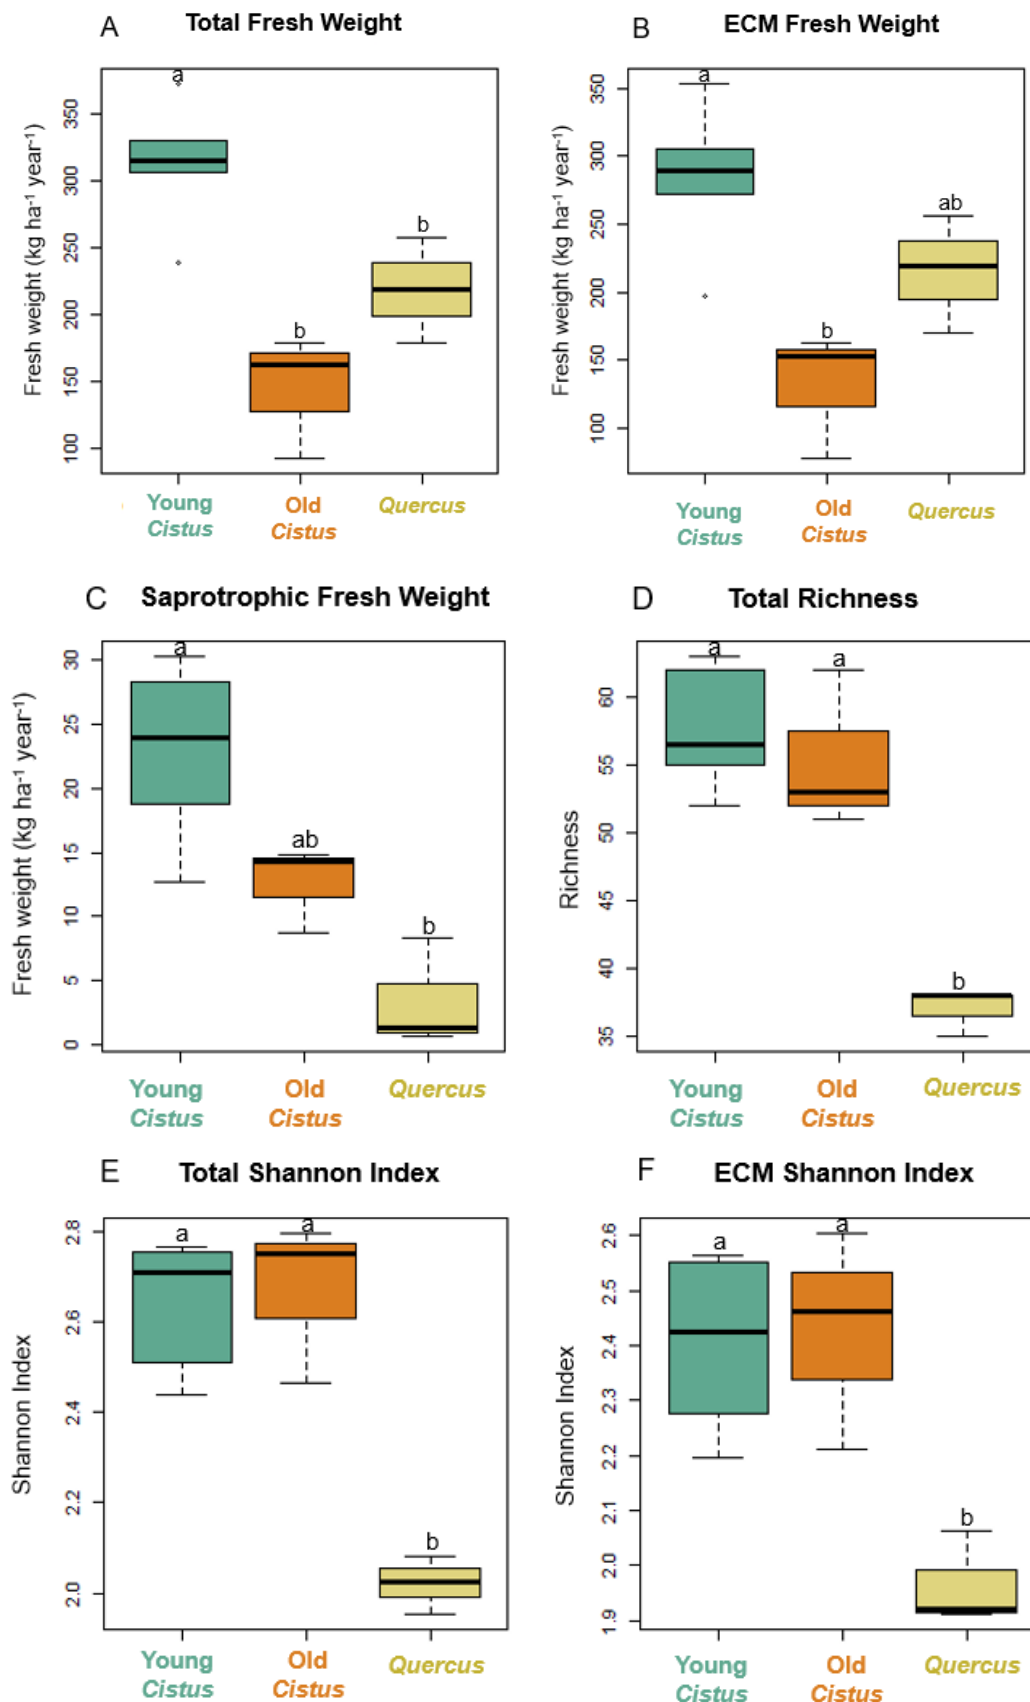 A
Total Fresh Weight
Fresh weight (kg ha⁻¹ year⁻¹)
350
300
250
200
150
100
a
b
b
Young
Cistus
Old
Cistus
Quercus
B
ECM Fresh Weight
Fresh weight (kg ha⁻¹ year⁻¹)
350
300
250
200
150
100
a
b
ab
Young
Cistus
Old
Cistus
Quercus
C
Saprotrophic Fresh Weight
Fresh weight (kg ha⁻¹ year⁻¹)
30
25
20
15
10
5
0
a
ab
b
Young
Cistus
Old
Cistus
Quercus
D
Total Richness
Richness
60
55
50
45
40
35
a
a
b
Young
Cistus
Old
Cistus
Quercus
E
Total Shannon Index
Shannon Index
2.8
2.6
2.4
2.2
2.0
a
a
b
Young
Cistus
Old
Cistus
Quercus
F
ECM Shannon Index
Shannon Index
2.6
2.5
2.4
2.3
2.2
2.1
2.0
1.9
a
a
b
Young
Cistus
Old
Cistus
Quercus